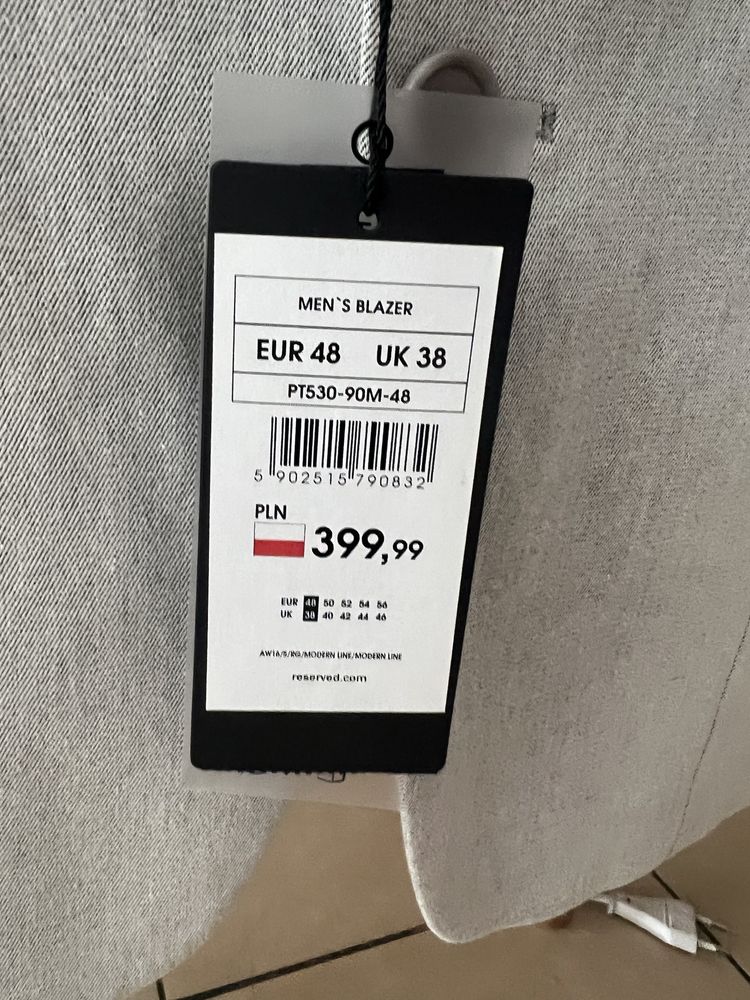 MEN`S BLAZER
EUR 48 UK 38
PT530-90M-48
5 902515 790832
PLN
399,99
EUR 48 50 52 54 56
UK 38 40 42 44 46
AW16/S/RG/MODERN LINE/MODERN LINE
reserved.com